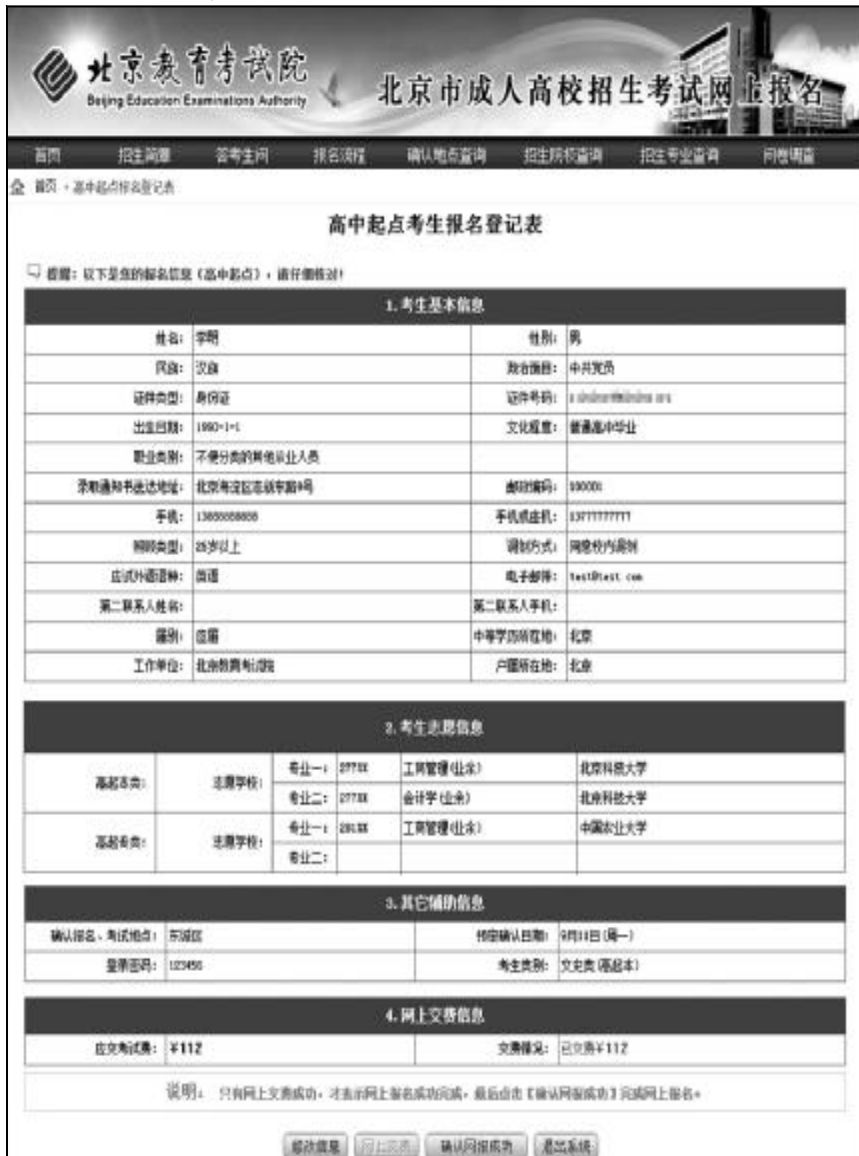 北京教育考试院
Beijing Education Examinations Authority
北京市成人高校招生考试网上报名
首页 招生简章 答考生问 报名流程 确认地点查询 招生院校查询 招生专业查询 问卷调查
首页 › 高中起点报名登记表
高中起点考生报名登记表
提醒：以下是您的报名信息（高中起点），请仔细核对！
1.考生基本信息
姓名： 李明 性别： 男
民族： 汉族 政治面目： 中共党员
证件类型： 身份证 证件号码：
出生日期： 1990-1-1 文化程度： 普通高中毕业
职业类别： 不便分类的其他从业人员
录取通知书送达地址： 北京海淀区志新东路9号 邮政编码： 100001
手机： 13888888888 手机或座机： 13777777777
照顾类型： 25岁以上 调剂方式： 同意校内调剂
应试外语语种： 英语 电子邮件： test@test.com
第二联系人姓名： 第二联系人手机：
届别： 应届 中等学历所在地： 北京
工作单位： 北京教育考试院 户籍所在地： 北京
2.考生志愿信息
高起本类： 志愿学校： 专业一： 工商管理(业余) 北京科技大学
专业二： 会计学(业余) 北京科技大学
高起专类： 志愿学校： 专业一： 工商管理(业余) 中国农业大学
专业二：
3.其它辅助信息
确认报名、考试地点： 东城区 预定确认日期： 9月11日(周一)
登录密码： 123456 考生类别： 文史类(高起本)
4.网上交费信息
应交考试费： ¥112 交费情况： 已交费¥112
说明： 只有网上交费成功，才表示网上报名成功完成，最后点击【确认网报成功】完成网上报名。
修改信息 网上交费 确认网报成功 退出系统